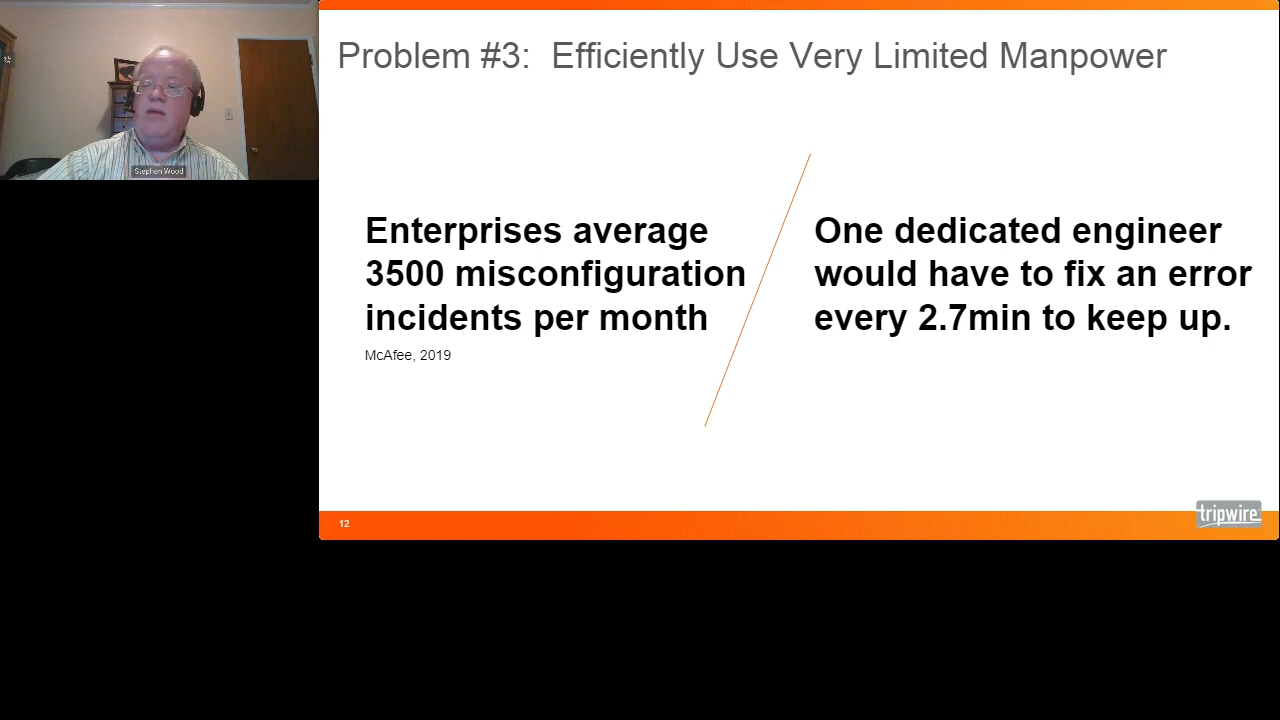 Problem #3:  Efficiently Use Very Limited Manpower
Stephen Wood
Enterprises average
3500 misconfiguration
incidents per month
McAfee, 2019
One dedicated engineer
would have to fix an error
every 2.7min to keep up.
12
tripwire